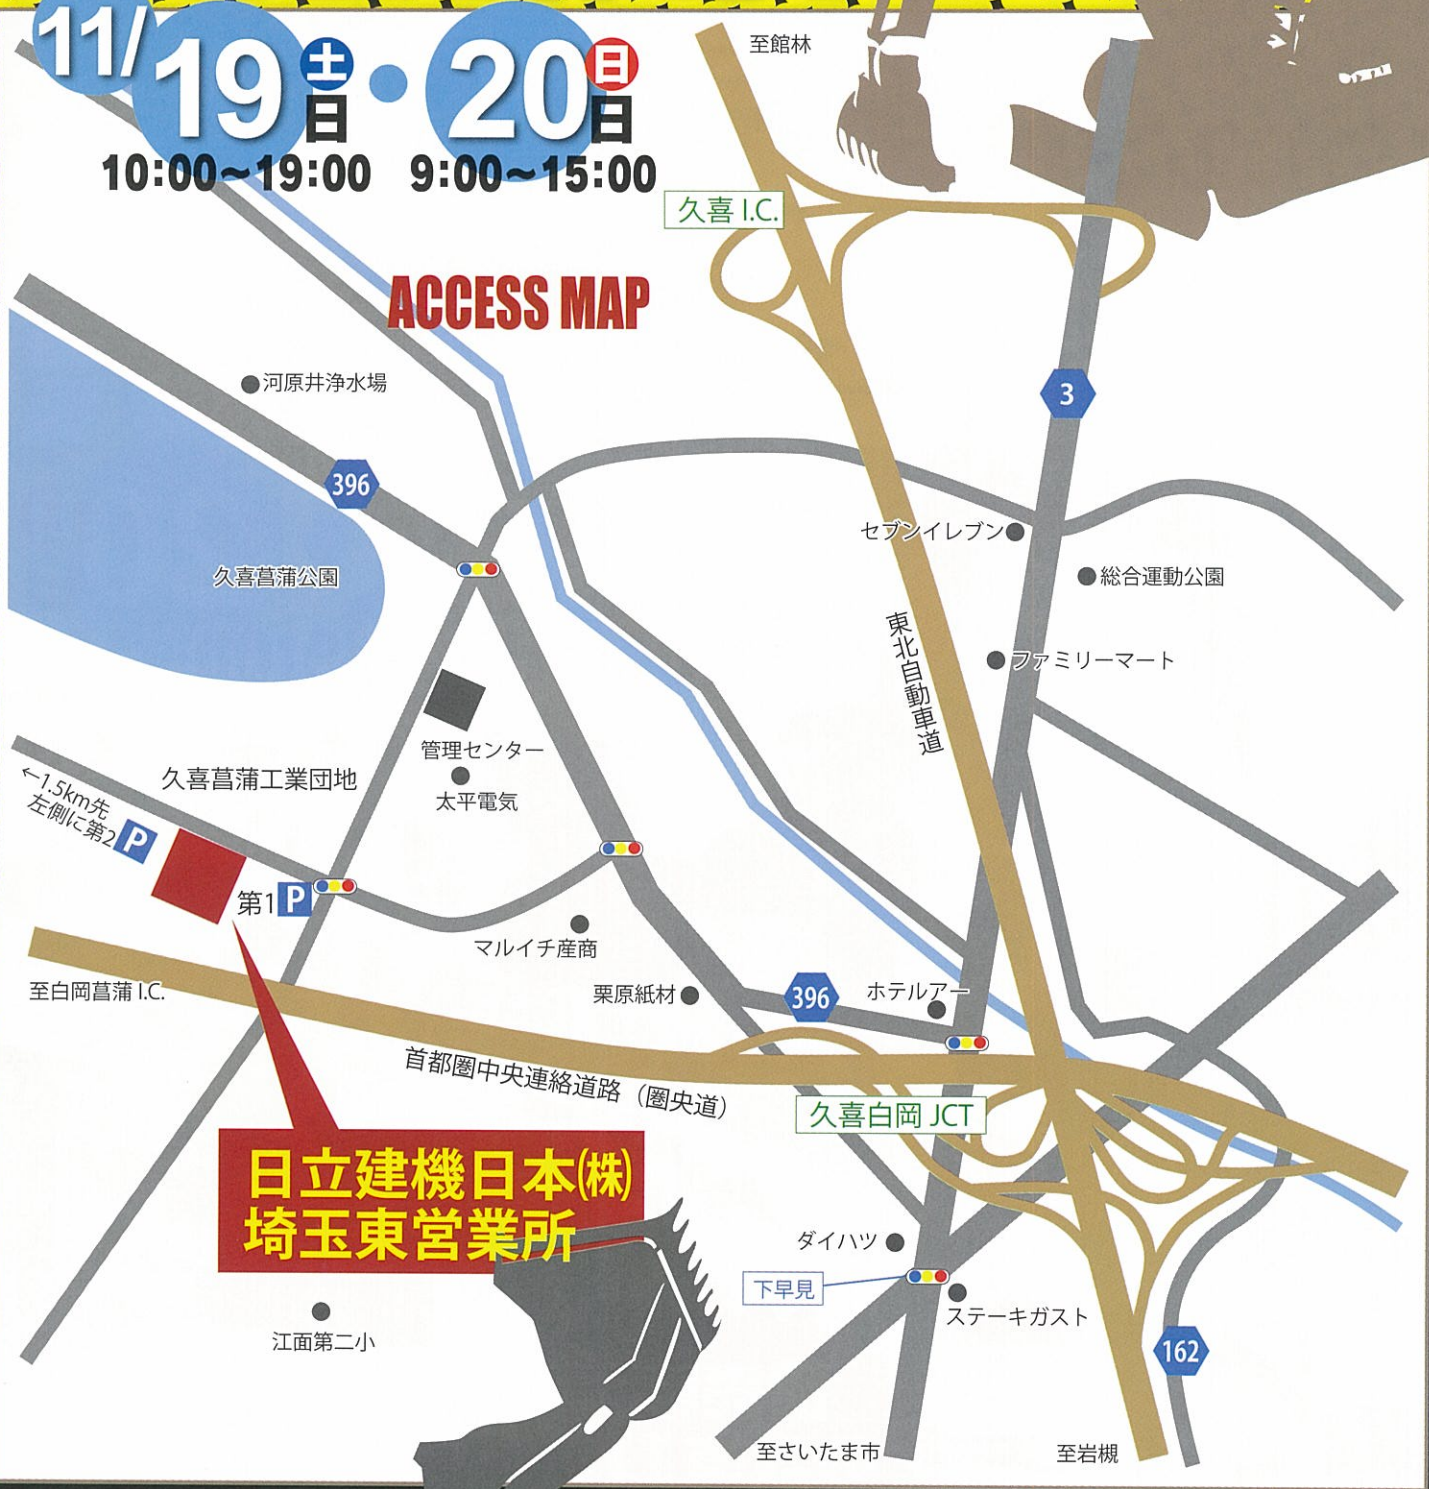 11/19日 土・20日 日
10:00~19:00 9:00~15:00
ACCESS MAP
至館林
久喜 I.C.
3
河原井浄水場
396
セブンイレブン
久喜菖蒲公園
総合運動公園
東北自動車道
ファミリーマート
管理センター
太平電気
久喜菖蒲工業団地
←1.5km先
左側に第2 P
第1 P
マルイチ産商
栗原紙材
396
ホテルアー
至白岡菖蒲 I.C.
首都圏中央連絡道路（圏央道）
久喜白岡 JCT
日立建機日本(株)
埼玉東営業所
ダイハツ
下早見
ステーキガスト
江面第二小
162
至さいたま市
至岩槻